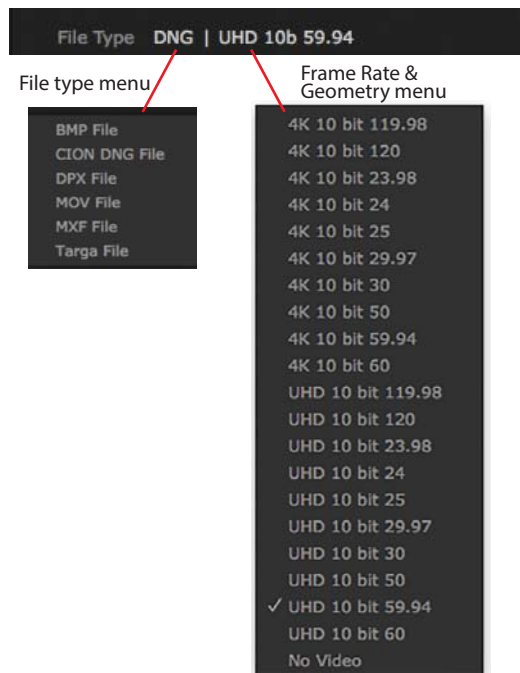 File Type DNG | UHD 10b 59.94
File type menu
Frame Rate &
Geometry menu
BMP File
CION DNG File
DPX File
MOV File
MXF File
Targa File
4K 10 bit 119.98
4K 10 bit 120
4K 10 bit 23.98
4K 10 bit 24
4K 10 bit 25
4K 10 bit 29.97
4K 10 bit 30
4K 10 bit 50
4K 10 bit 59.94
4K 10 bit 60
UHD 10 bit 119.98
UHD 10 bit 120
UHD 10 bit 23.98
UHD 10 bit 24
UHD 10 bit 25
UHD 10 bit 29.97
UHD 10 bit 30
UHD 10 bit 50
✓ UHD 10 bit 59.94
UHD 10 bit 60
No Video